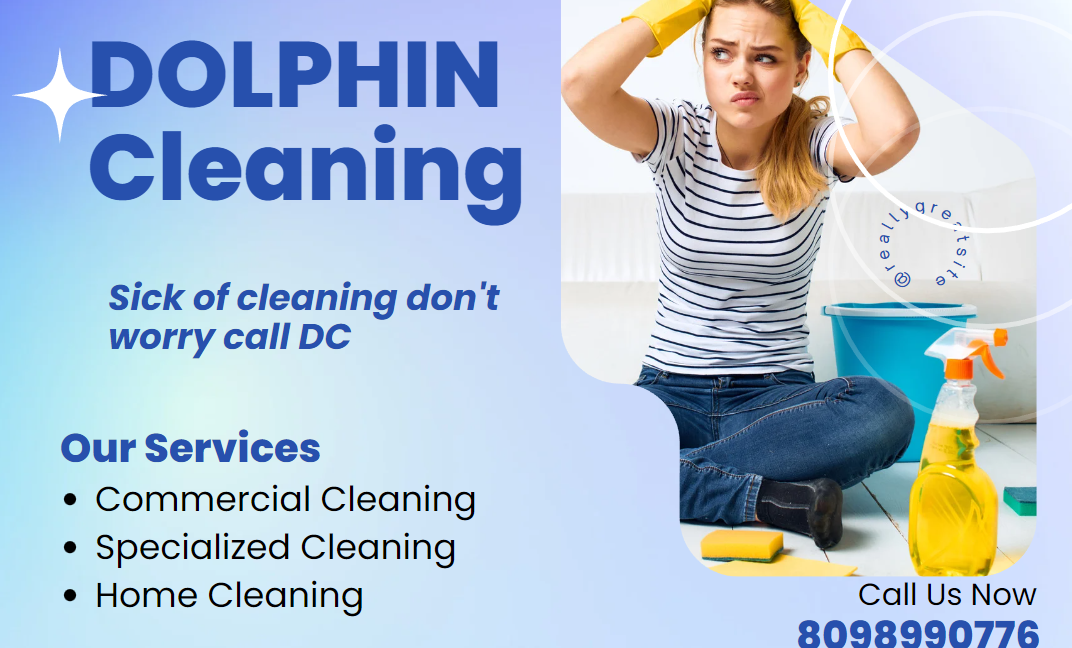 DOLPHIN
Cleaning
Sick of cleaning don't
worry call DC
Our Services
• Commercial Cleaning
• Specialized Cleaning
• Home Cleaning
@reallygreatsite
Call Us Now
8098990776